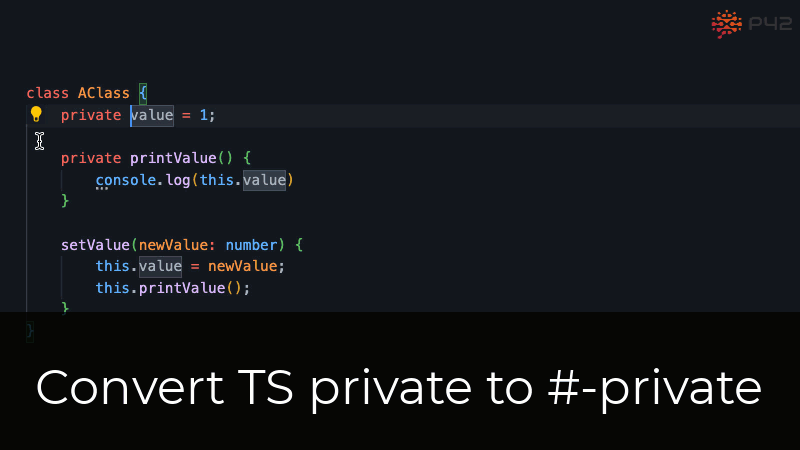 P42
class AClass {
private value = 1;
private printValue() {
console.log(this.value)
}
setValue(newValue: number) {
this.value = newValue;
this.printValue();
}
}
Convert TS private to #-private